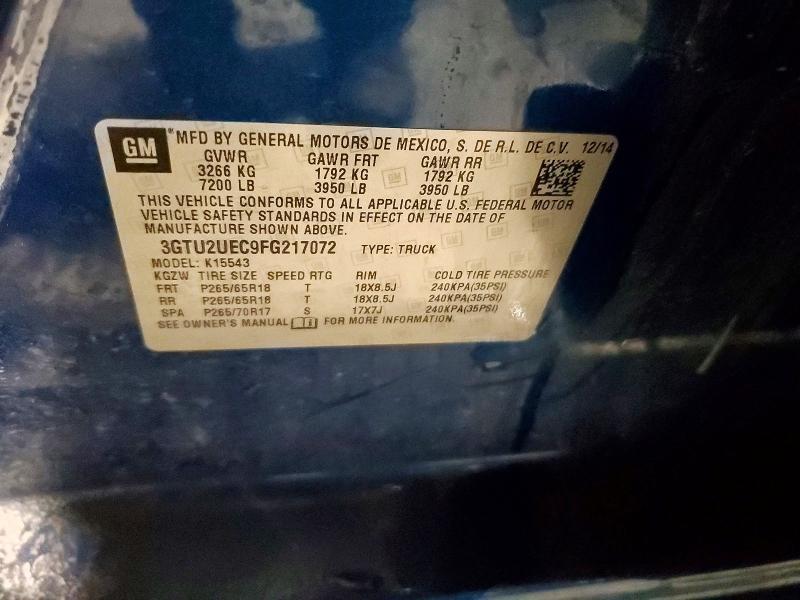 GM ® MFD BY GENERAL MOTORS DE MEXICO, S. DE R.L. DE C.V. 12/14
GVWR GAWR FRT GAWR RR
3266 KG 1792 KG 1792 KG
7200 LB 3950 LB 3950 LB
THIS VEHICLE CONFORMS TO ALL APPLICABLE U.S. FEDERAL MOTOR
VEHICLE SAFETY STANDARDS IN EFFECT ON THE DATE OF
MANUFACTURE SHOWN ABOVE.
3GTU2UEC9FG217072 TYPE: TRUCK
MODEL: K15543
KGZW TIRE SIZE SPEED RTG RIM COLD TIRE PRESSURE
FRT P265/65R18 T 18X8.5J 240KPA(35PSI)
RR P265/65R18 T 18X8.5J 240KPA(35PSI)
SPA P265/70R17 S 17X7J 240KPA(35PSI)
SEE OWNER'S MANUAL FOR MORE INFORMATION.